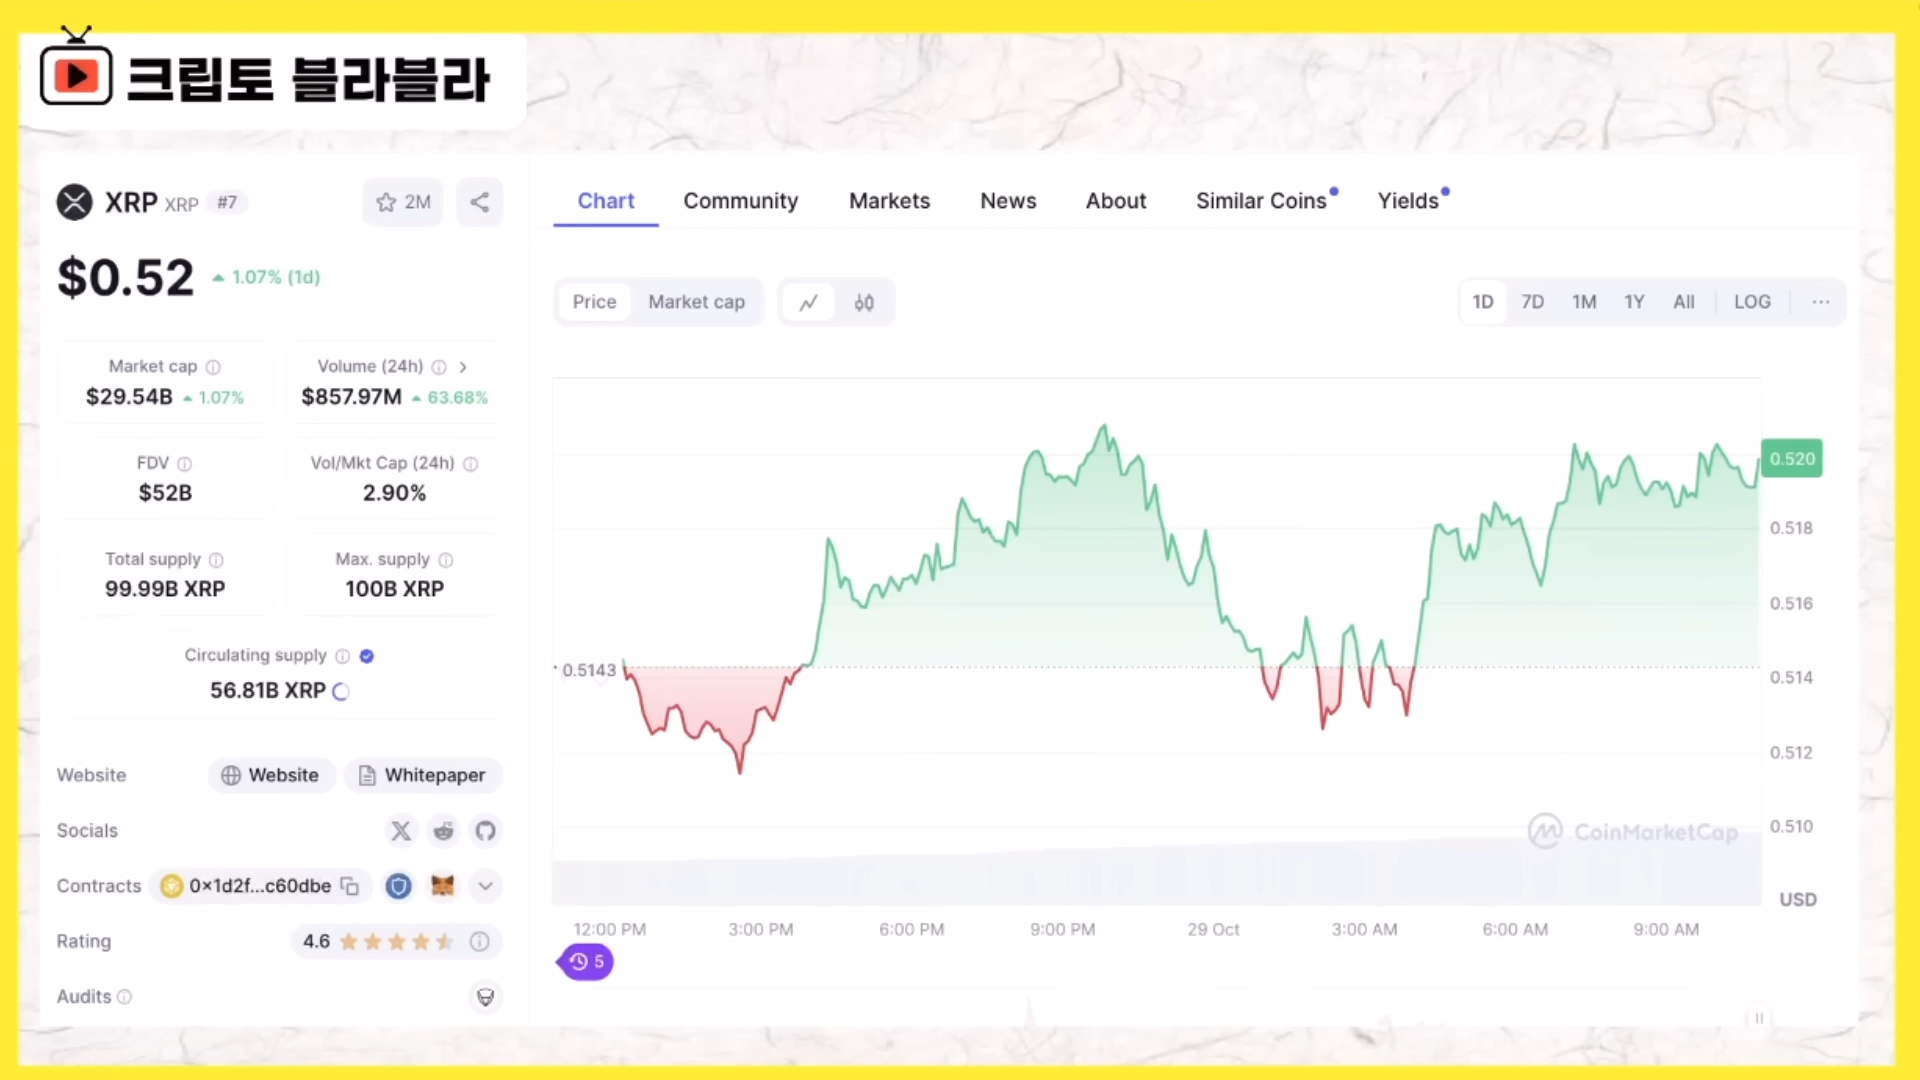 크립토 블라블라
XRP XRP #7
2M
$0.52 1.07% (1d)
Market cap
$29.54B 1.07%
Volume (24h)
$857.97M 63.68%
FDV
$52B
Vol/Mkt Cap (24h)
2.90%
Total supply
99.99B XRP
Max. supply
100B XRP
Circulating supply
56.81B XRP
Website Website Whitepaper
Socials
Contracts 0×1d2f...c60dbe
Rating 4.6
Audits
Chart Community Markets News About Similar Coins Yields
Price Market cap
1D 7D 1M 1Y All LOG ...
0.5143
0.520
0.518
0.516
0.514
0.512
0.510
CoinMarketCap
USD
12:00 PM 3:00 PM 6:00 PM 9:00 PM 29 Oct 3:00 AM 6:00 AM 9:00 AM
5